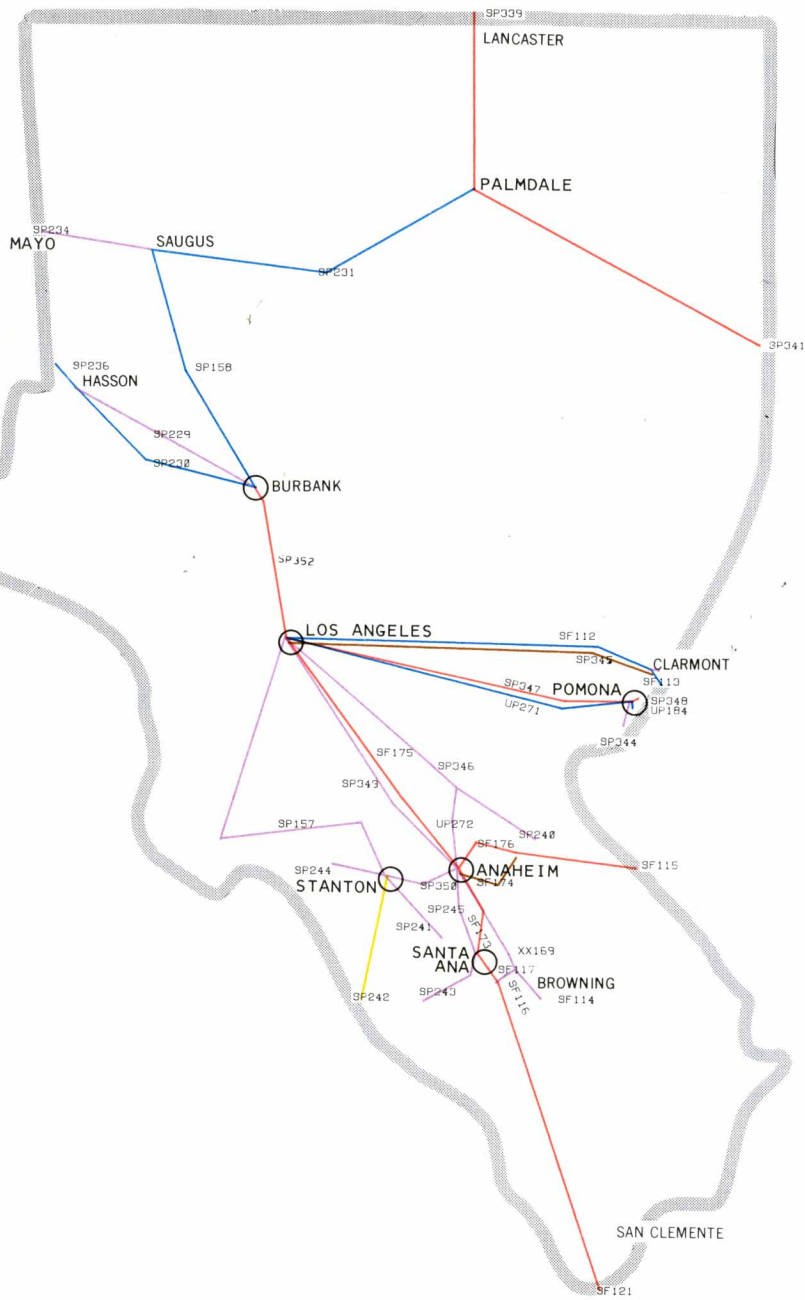 SP339
LANCASTER
PALMDALE
SP234
MAYO
SAUGUS
SP231
SP341
SP236
HASSON
SP158
SP229
SP230
BURBANK
SP352
LOS ANGELES
SF112
SP345
CLARMONT
SF113
SP347
POMONA
SP348
UP184
UP271
SP344
SF175
SP346
SP349
SP157
UP272
SP240
SF176
SF115
SP244
ANAHEIM
STANTON
SP350
SF174
SP245
SP241
SF173
SANTA
ANA
XX169
SF117
BROWNING
SP242
SP243
SF116
SF114
SAN CLEMENTE
SF121